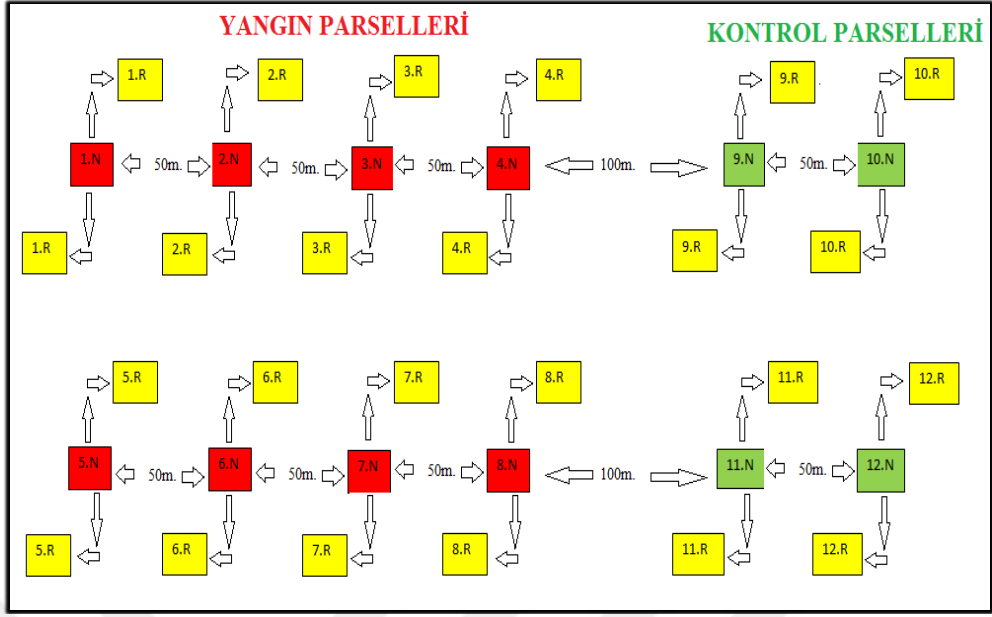 YANGIN PARSELLERİ
KONTROL PARSELLERİ
1.R 2.R 3.R 4.R 9.R 10.R
1.N 50m. 2.N 50m. 3.N 50m. 4.N 100m. 9.N 50m. 10.N
1.R 2.R 3.R 4.R 9.R 10.R
5.R 6.R 7.R 8.R 11.R 12.R
5.N 50m. 6.N 50m. 7.N 50m. 8.N 100m. 11.N 50m. 12.N
5.R 6.R 7.R 8.R 11.R 12.R